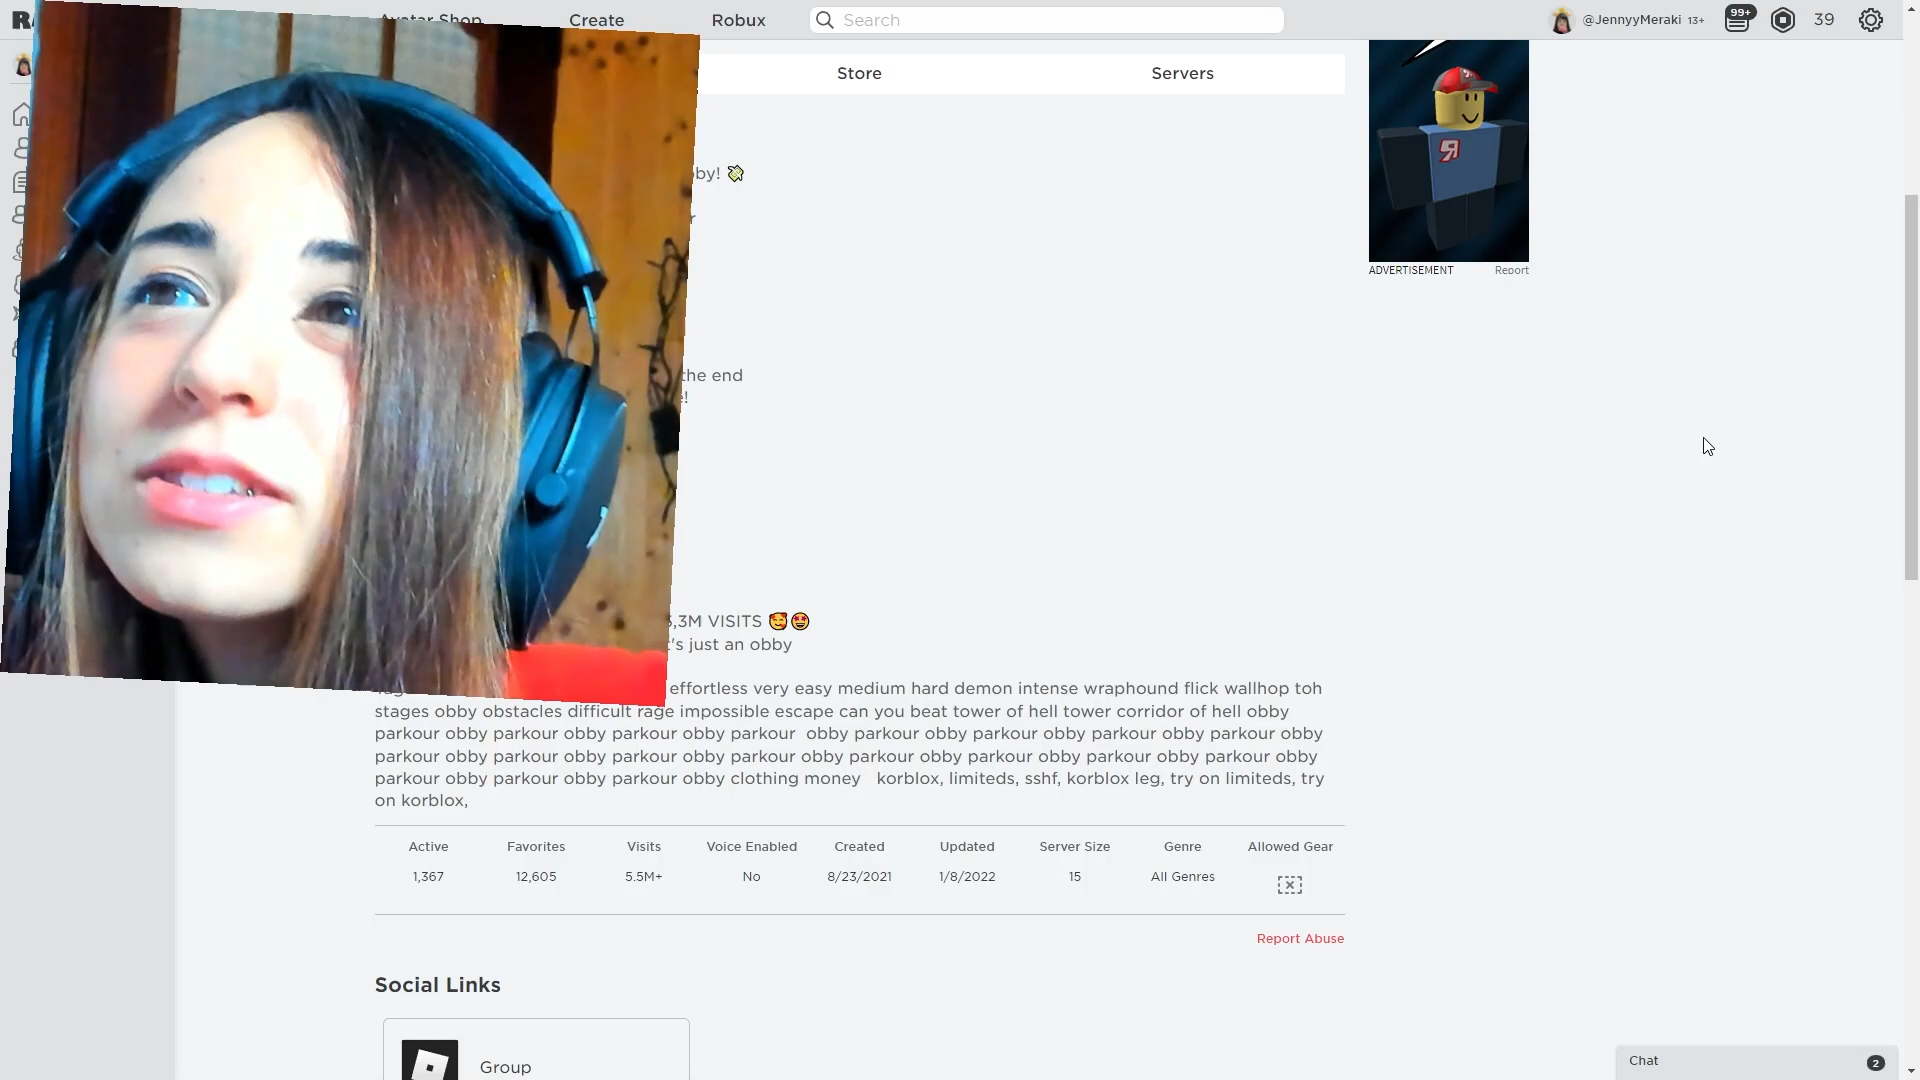 Avatar Shop Create Robux Search @JennyyMeraki 13+ 99+ 39
Store Servers
by!
the end
ADVERTISEMENT Report
3M VISITS
's just an obby
effortless very easy medium hard demon intense wraphound flick wallhop toh
stages obby obstacles difficult rage impossible escape can you beat tower of hell tower corridor of hell obby
parkour obby parkour obby parkour obby parkour  obby parkour obby parkour obby parkour obby parkour obby
parkour obby parkour obby parkour obby parkour obby parkour obby parkour obby parkour obby parkour obby
parkour obby parkour obby parkour obby clothing money   korblox, limiteds, sshf, korblox leg, try on limiteds, try
on korblox,
Active Favorites Visits Voice Enabled Created Updated Server Size Genre Allowed Gear
1,367 12,605 5.5M+ No 8/23/2021 1/8/2022 15 All Genres
Report Abuse
Social Links
Group
Chat 2